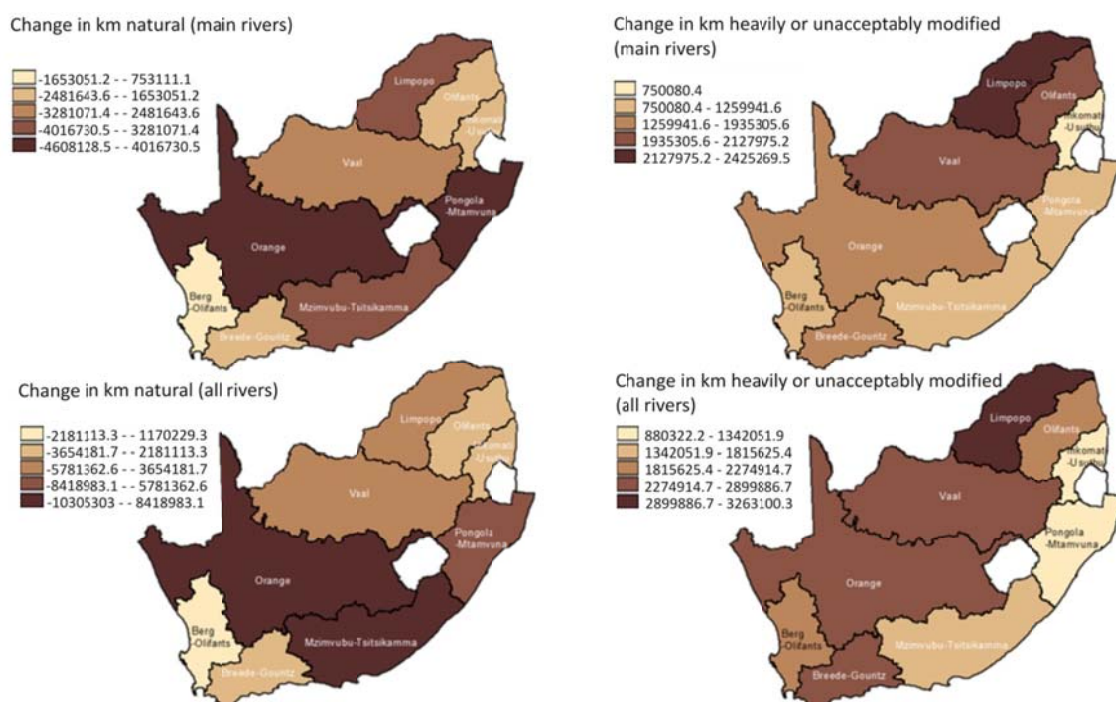 Change in km natural (main rivers)
-1653051.2 - - 753111.1
-2481643.6 - - 1653051.2
-3281071.4 - - 2481643.6
-4016730.5 - - 3281071.4
-4608128.5 - - 4016730.5
Limpopo
Olifants
Inkomati
-Usuthu
Vaal
Pongola
-Mtamvuna
Orange
Berg
-Olifants
Mzimvubu-Tsitsikamma
Breede-Gouritz
Change in km heavily or unacceptably modified
(main rivers)
750080.4
750080.4 - 1259941.6
1259941.6 - 1935305.6
1935305.6 - 2127975.2
2127975.2 - 2425269.5
Limpopo
Olifants
Inkomati
-Usuthu
Vaal
Pongola
-Mtamvuna
Orange
Berg
-Olifants
Mzimvubu-Tsitsikamma
Breede-Gouritz
Change in km natural (all rivers)
-2181113.3 - - 1170229.3
-3654181.7 - - 2181113.3
-5781362.6 - - 3654181.7
-8418983.1 - - 5781362.6
-10305303 - - 8418983.1
Limpopo
Olifants
Inkomati
-Usuthu
Vaal
Pongola
-Mtamvuna
Orange
Berg
-Olifants
Mzimvubu-Tsitsikamma
Breede-Gouritz
Change in km heavily or unacceptably modified
(all rivers)
880322.2 - 1342051.9
1342051.9 - 1815625.4
1815625.4 - 2274914.7
2274914.7 - 2899886.7
2899886.7 - 3263100.3
Limpopo
Olifants
Inkomati
-Usuthu
Vaal
Pongola
-Mtamvuna
Orange
Berg
-Olifants
Mzimvubu-Tsitsikamma
Breede-Gouritz